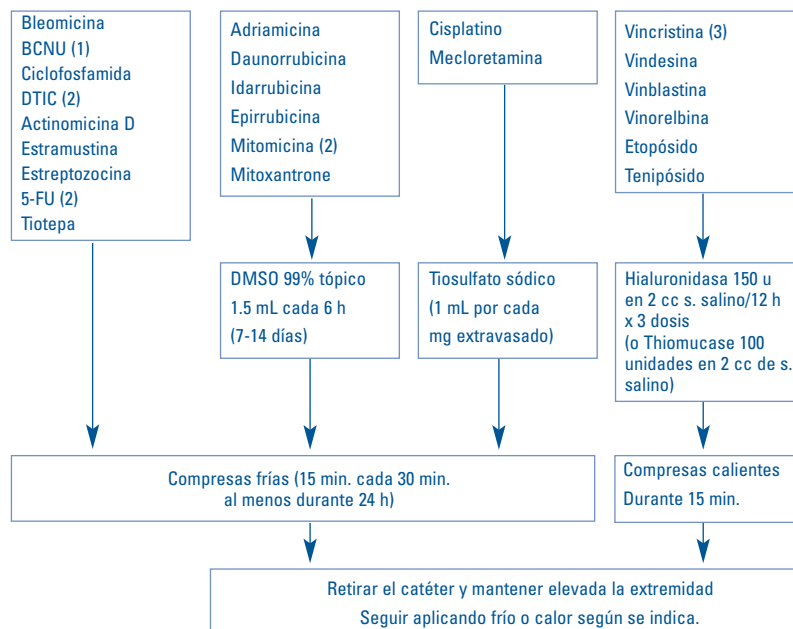 Bleomicina
BCNU (1)
Ciclofosfamida
DTIC (2)
Actinomicina D
Estramustina
Estreptozocina
5-FU (2)
Tiotepa
Adriamicina
Daunorrubicina
Idarrubicina
Epirrubicina
Mitomicina (2)
Mitoxantrone
Cisplatino
Mecloretamina
Vincristina (3)
Vindesina
Vinblastina
Vinorelbina
Etopósido
Tenipósido
DMSO 99% tópico
1.5 mL cada 6 h
(7-14 días)
Tiosulfato sódico
(1 mL por cada
mg extravasado)
Hialuronidasa 150 u
en 2 cc s. salino/12 h
x 3 dosis
(o Thiomucase 100
unidades en 2 cc de s.
salino)
Compresas frías (15 min. cada 30 min.
al menos durante 24 h)
Compresas calientes
Durante 15 min.
Retirar el catéter y mantener elevada la extremidad
Seguir aplicando frío o calor según se indica.